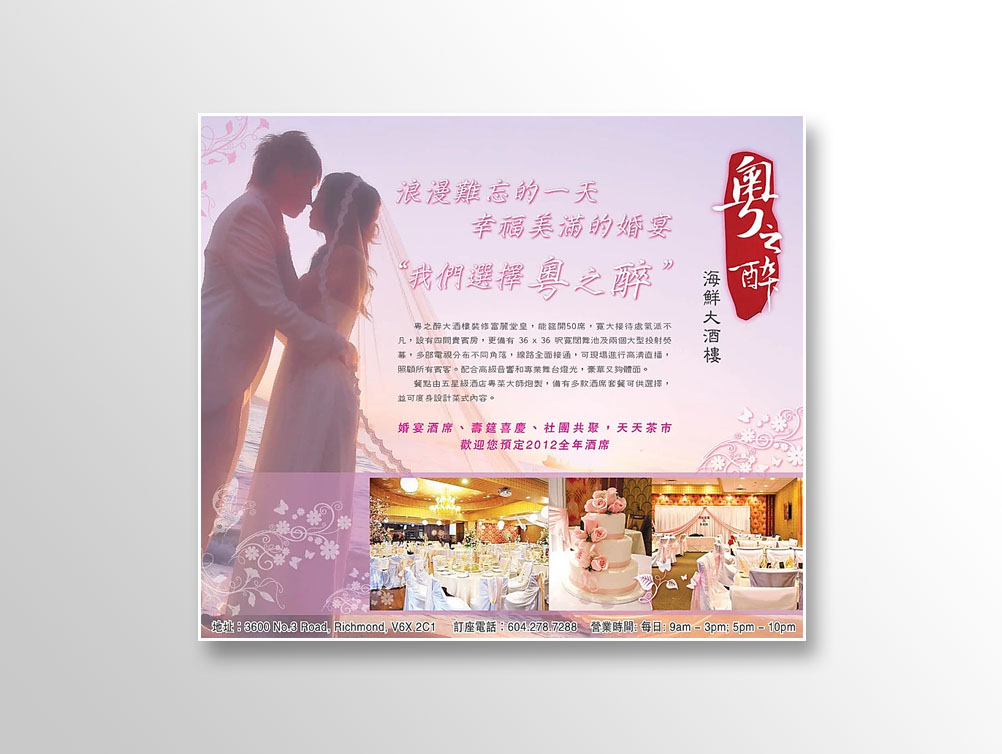 浪漫難忘的一天
幸福美滿的婚宴
“我們選擇粵之醉”
粵之醉
海鮮大酒樓
粵之醉大酒樓裝修富麗堂皇，能筵開50席，寬大接待處氣派不
凡，設有四間貴賓房，更備有 36 x 36 呎寬闊舞池及兩個大型投射熒
幕，多部電視分布不同角落，線路全面接通，可現場進行高清直播，
照顧所有賓客。配合高級音響和專業舞台燈光，豪華又夠體面。
餐點由五星級酒店粵菜大師炮製，備有多款酒席套餐可供選擇，
並可度身設計菜式內容。
婚宴酒席、壽筵喜慶、社團共聚，天天茶市
歡迎您預定2012全年酒席
地址：3600 No.3 Road, Richmond, V6X 2C1 訂座電話：604.278.7288 營業時間: 每日: 9am – 3pm; 5pm – 10pm